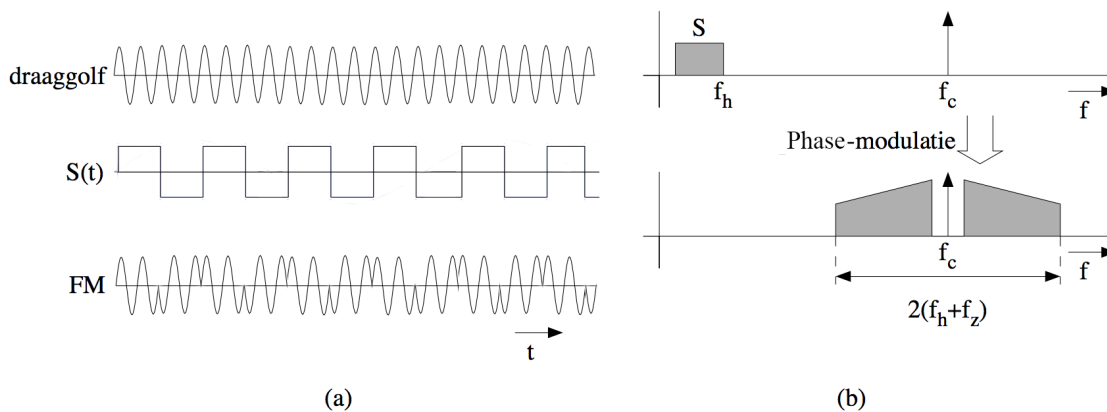 draaggolf
S(t)
FM
t
(a)
S
f_h
f_c
f
Phase-modulatie
f_c
f
2(f_h+f_z)
(b)